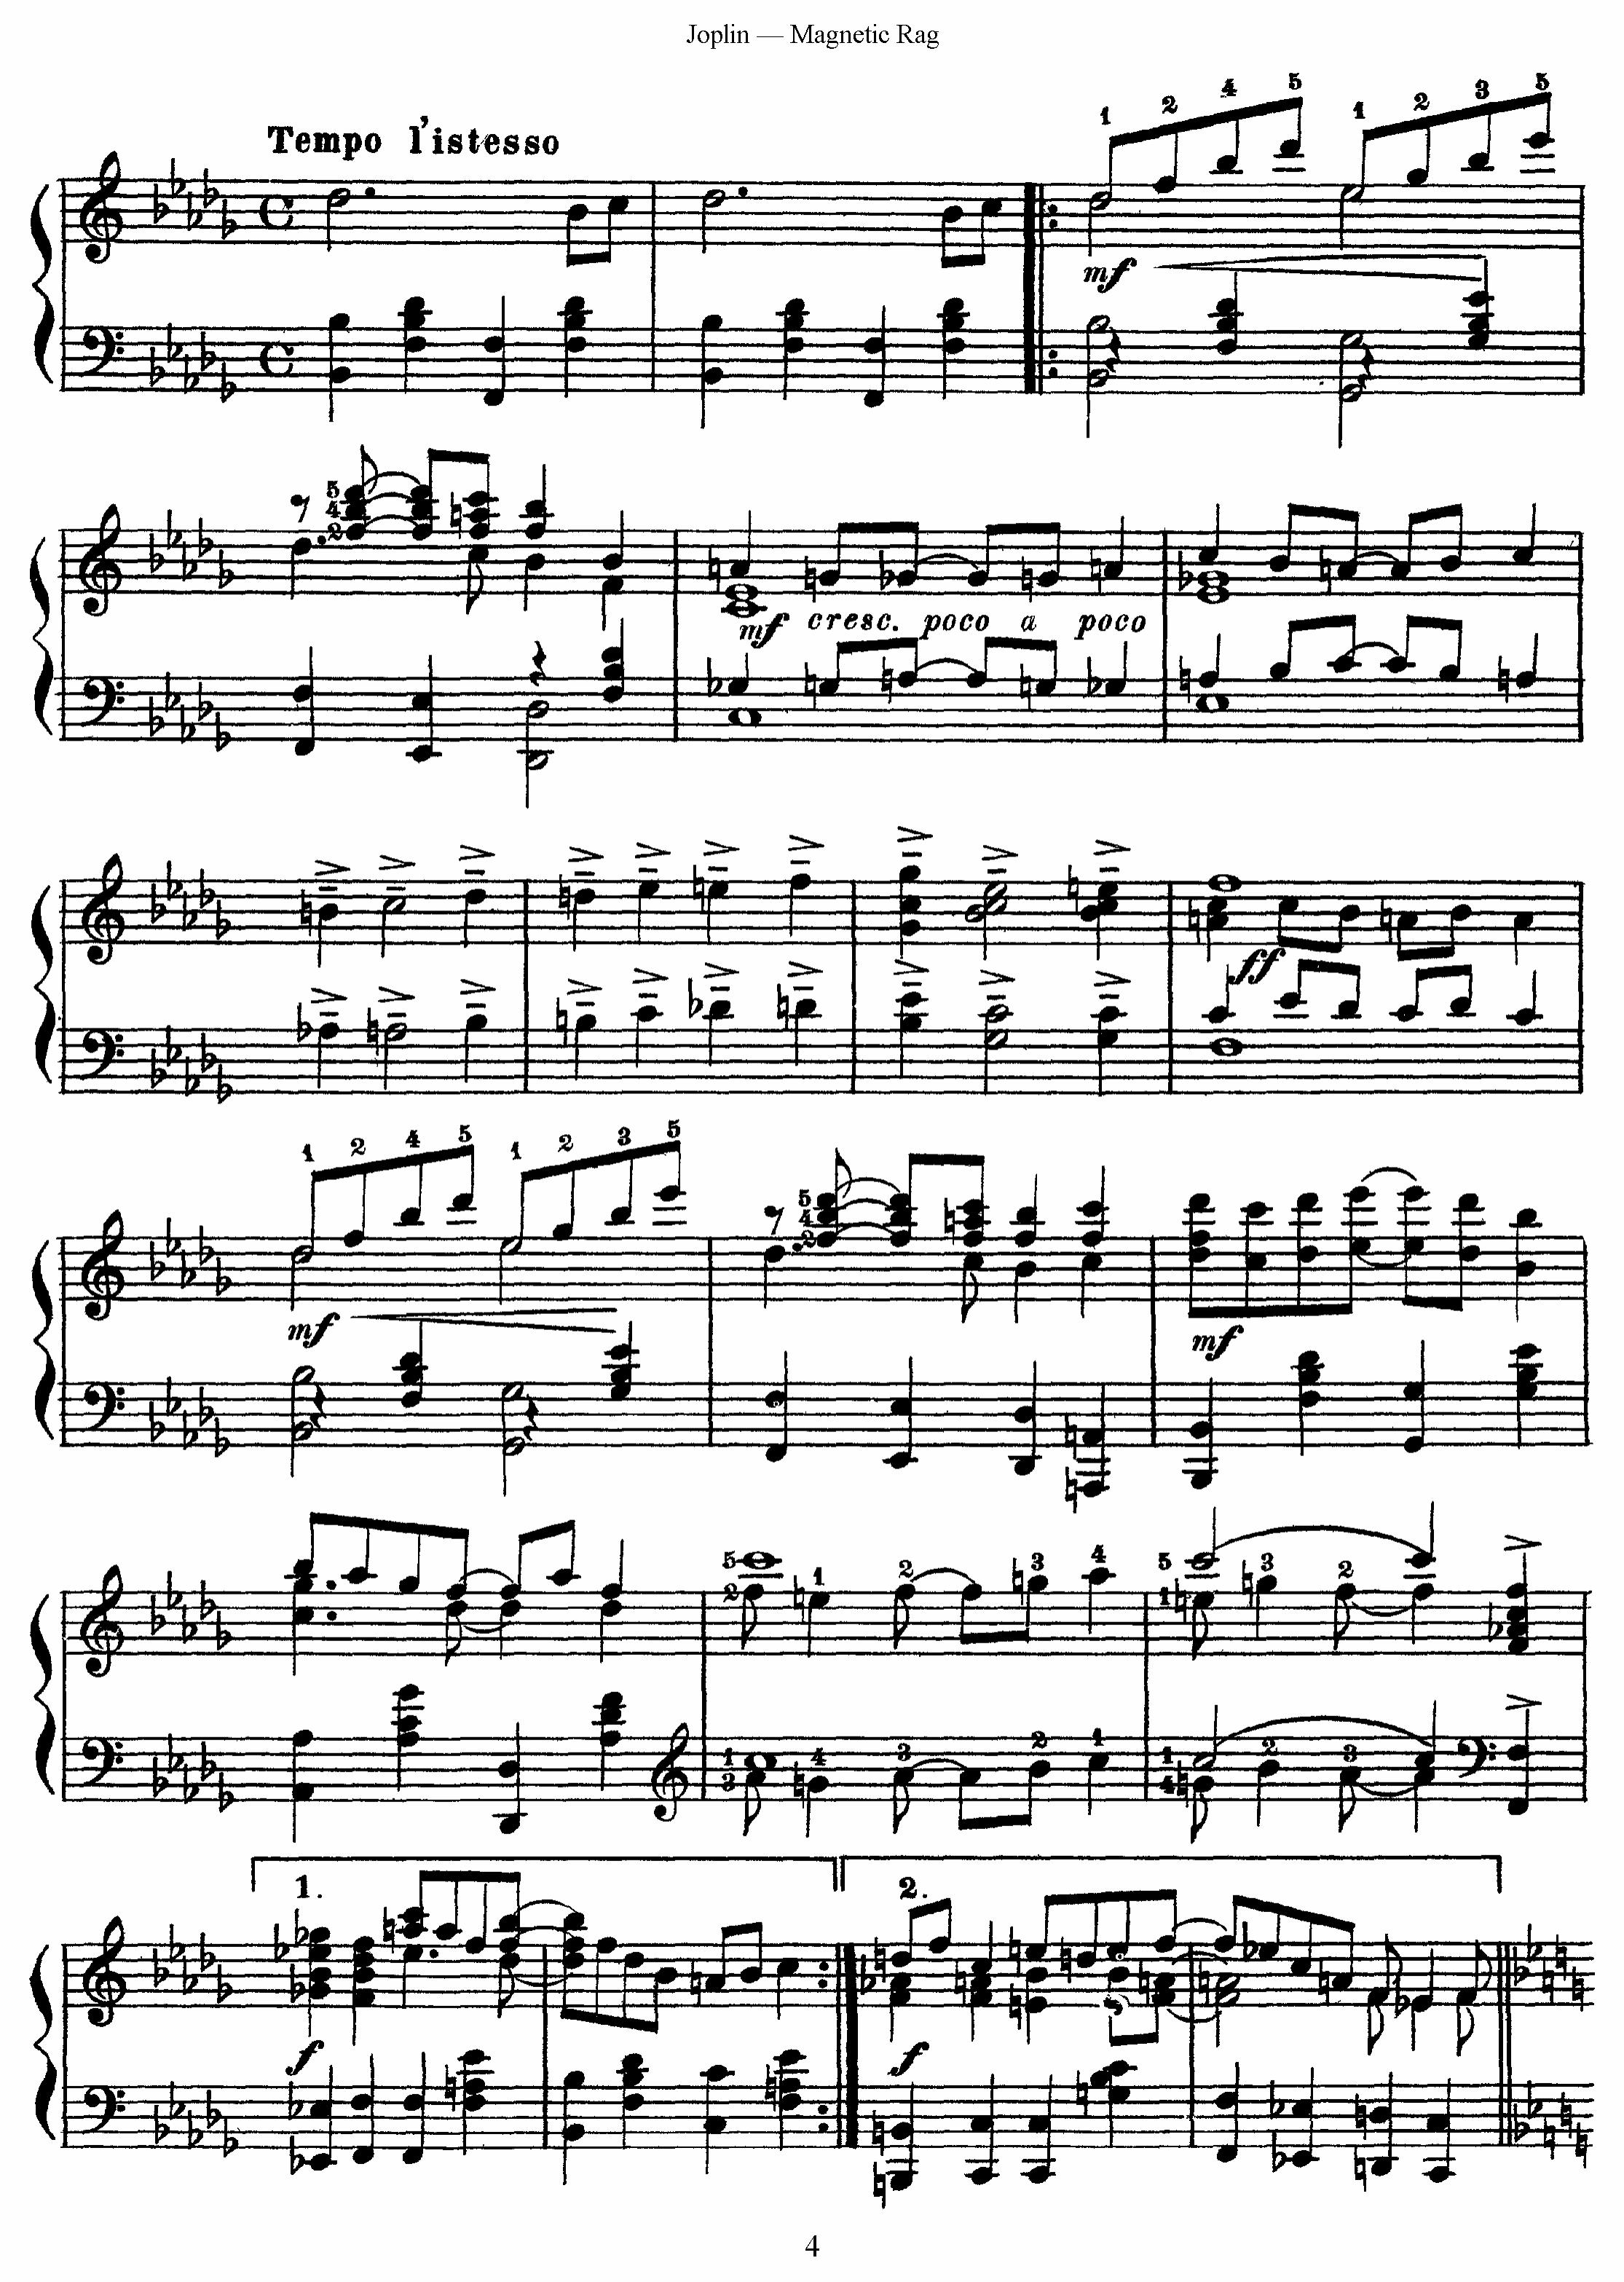 Joplin — Magnetic Rag
Tempo l'istesso
1 2 4 5 1 2 3 5
mf
5
4
2
mf cresc. poco a poco
ff
1 2 4 5 1 2 3 5
5
4
2
mf
mf
5 2 1 2 3 4 5 1 3 2
1 3 4 3 2 1 1 4 2 3
1. 2.
f f
4